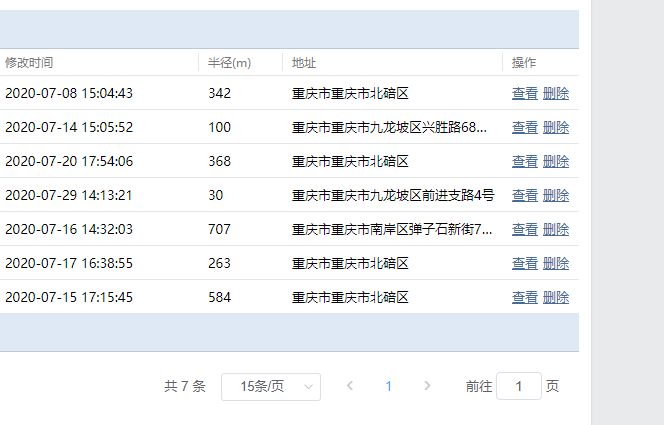 修改时间 半径(m) 地址 操作
2020-07-08 15:04:43 342 重庆市重庆市北碚区 查看 删除
2020-07-14 15:05:52 100 重庆市重庆市九龙坡区兴胜路68... 查看 删除
2020-07-20 17:54:06 368 重庆市重庆市北碚区 查看 删除
2020-07-29 14:13:21 30 重庆市重庆市九龙坡区前进支路4号 查看 删除
2020-07-16 14:32:03 707 重庆市重庆市南岸区弹子石新街7... 查看 删除
2020-07-17 16:38:55 263 重庆市重庆市北碚区 查看 删除
2020-07-15 17:15:45 584 重庆市重庆市北碚区 查看 删除
共 7 条 15条/页 1 前往 1 页